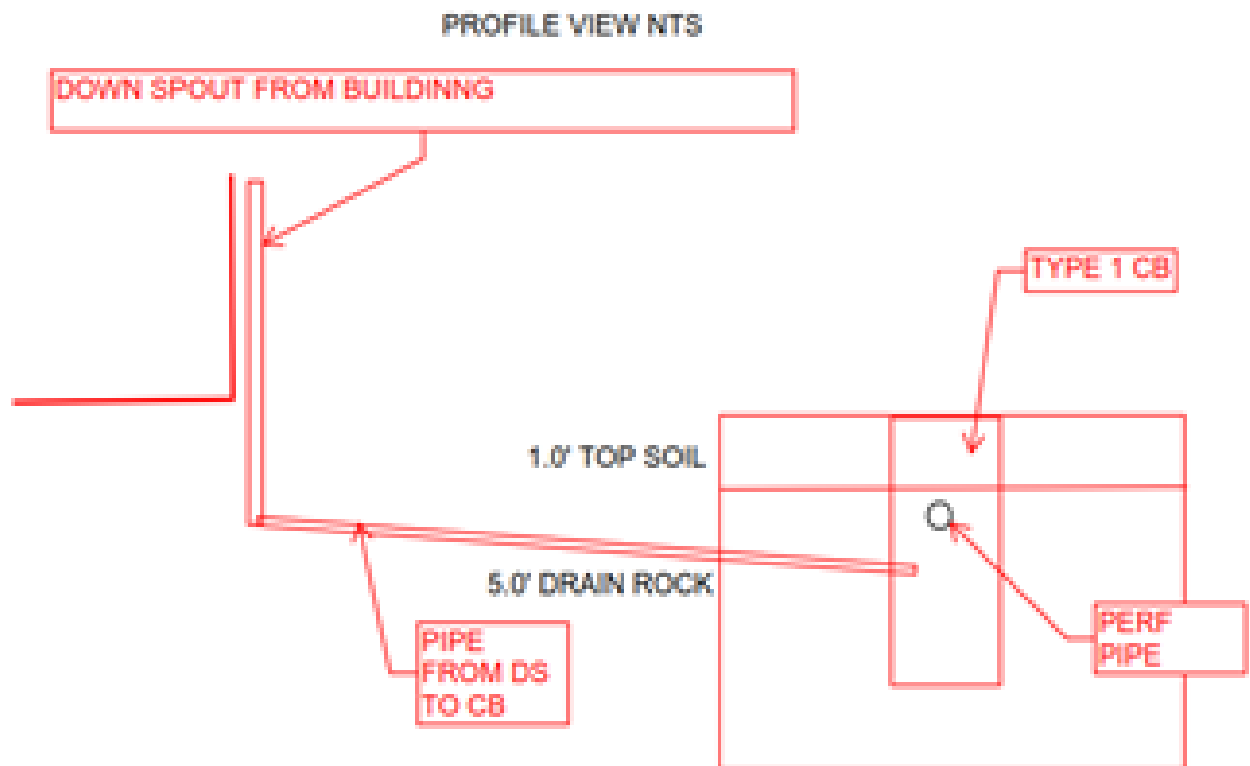 PROFILE VIEW NTS
DOWN SPOUT FROM BUILDINNG
TYPE 1 CB
1.0' TOP SOIL
5.0' DRAIN ROCK
PIPE
FROM DS
TO CB
PERF
PIPE